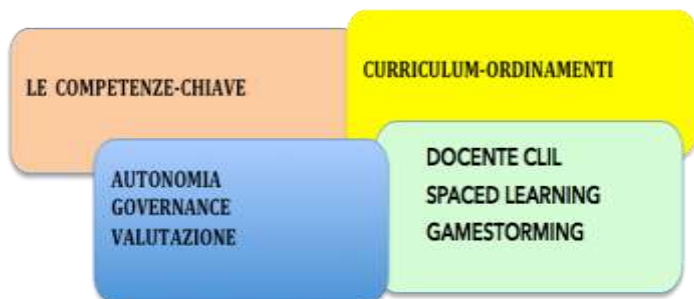 LE COMPETENZE-CHIAVE
CURRICULUM-ORDINAMENTI
AUTONOMIA
GOVERNANCE
VALUTAZIONE
DOCENTE CLIL
SPACED LEARNING
GAMESTORMING